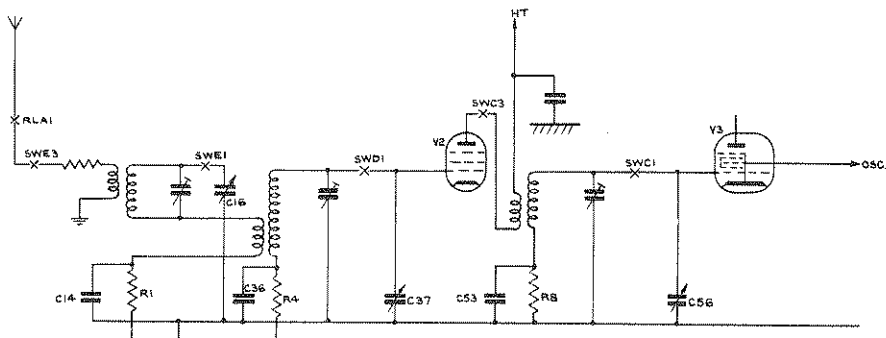 HT
RLA1
SWE3
SWE1
C16
SWD1
V2
SWC3
SWC1
V3
OSC.
C14
R1
C36
R4
C37
C53
R8
C56